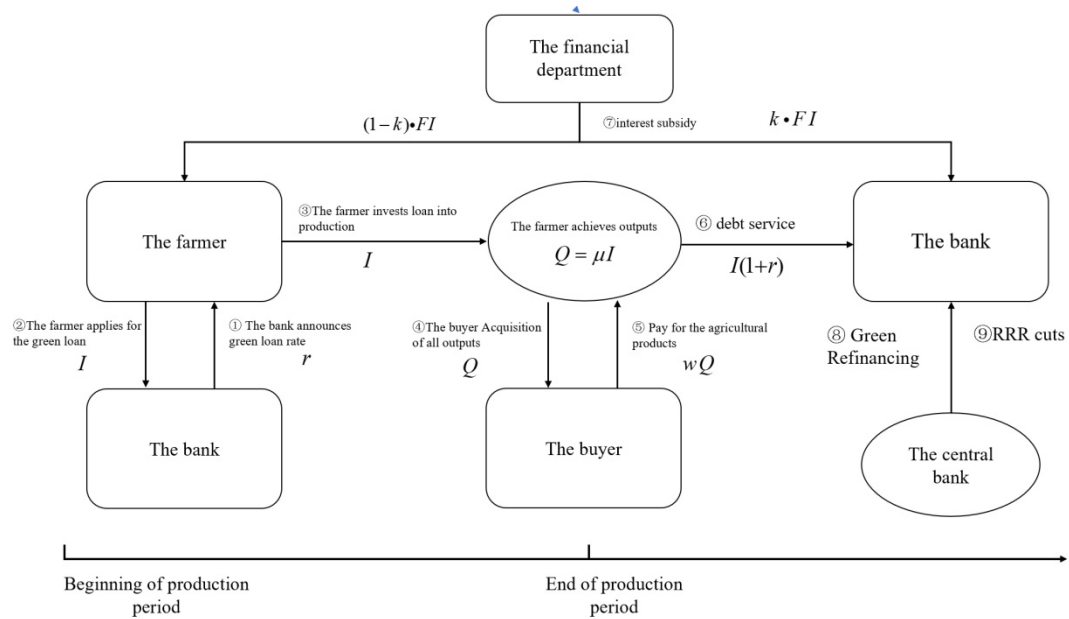 The financial
department
(1−k)•FI
⑦interest subsidy
k•FI
The farmer
③The farmer invests loan into
production
I
The farmer achieves outputs
Q = μI
⑥ debt service
I(1+r)
The bank
②The farmer applies for
the green loan
I
① The bank announces
green loan rate
r
④The buyer Acquisition
of all outputs
Q
⑤ Pay for the agricultural
products
wQ
⑧ Green
Refinancing
⑨RRR cuts
The bank
The buyer
The central
bank
Beginning of production
period
End of production
period